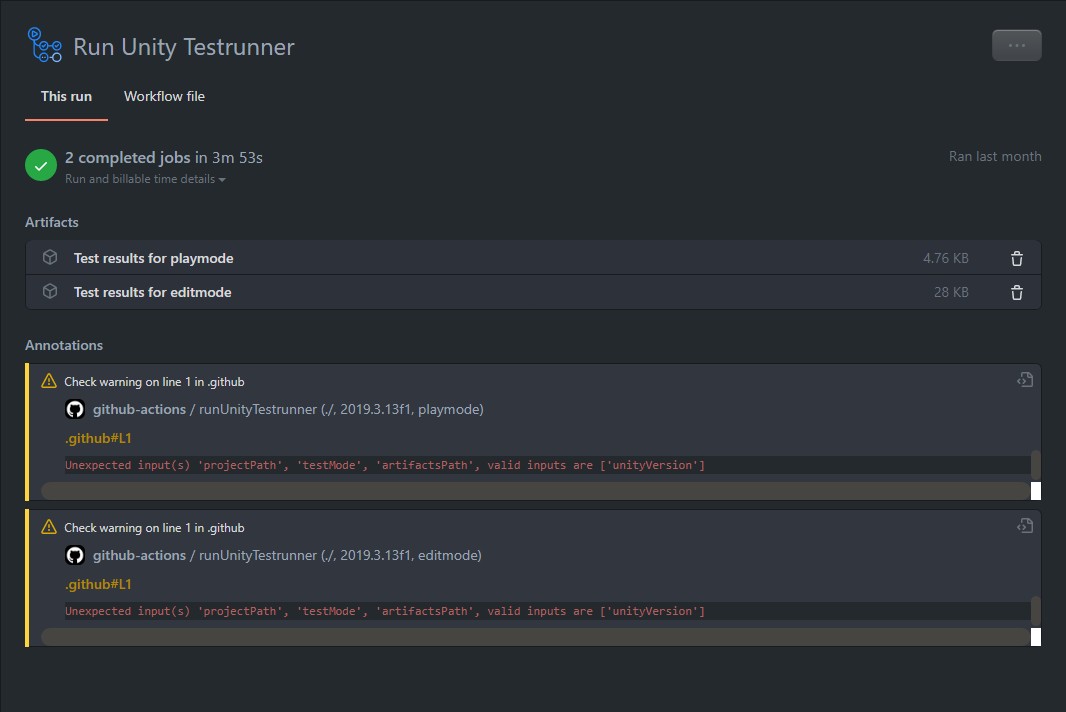 Run Unity Testrunner
This run Workflow file
2 completed jobs in 3m 53s
Ran last month
Run and billable time details
Artifacts
Test results for playmode 4.76 KB
Test results for editmode 28 KB
Annotations
Check warning on line 1 in .github
github-actions / runUnityTestrunner (./, 2019.3.13f1, playmode)
.github#L1
Unexpected input(s) 'projectPath', 'testMode', 'artifactsPath', valid inputs are ['unityVersion']
Check warning on line 1 in .github
github-actions / runUnityTestrunner (./, 2019.3.13f1, editmode)
.github#L1
Unexpected input(s) 'projectPath', 'testMode', 'artifactsPath', valid inputs are ['unityVersion']